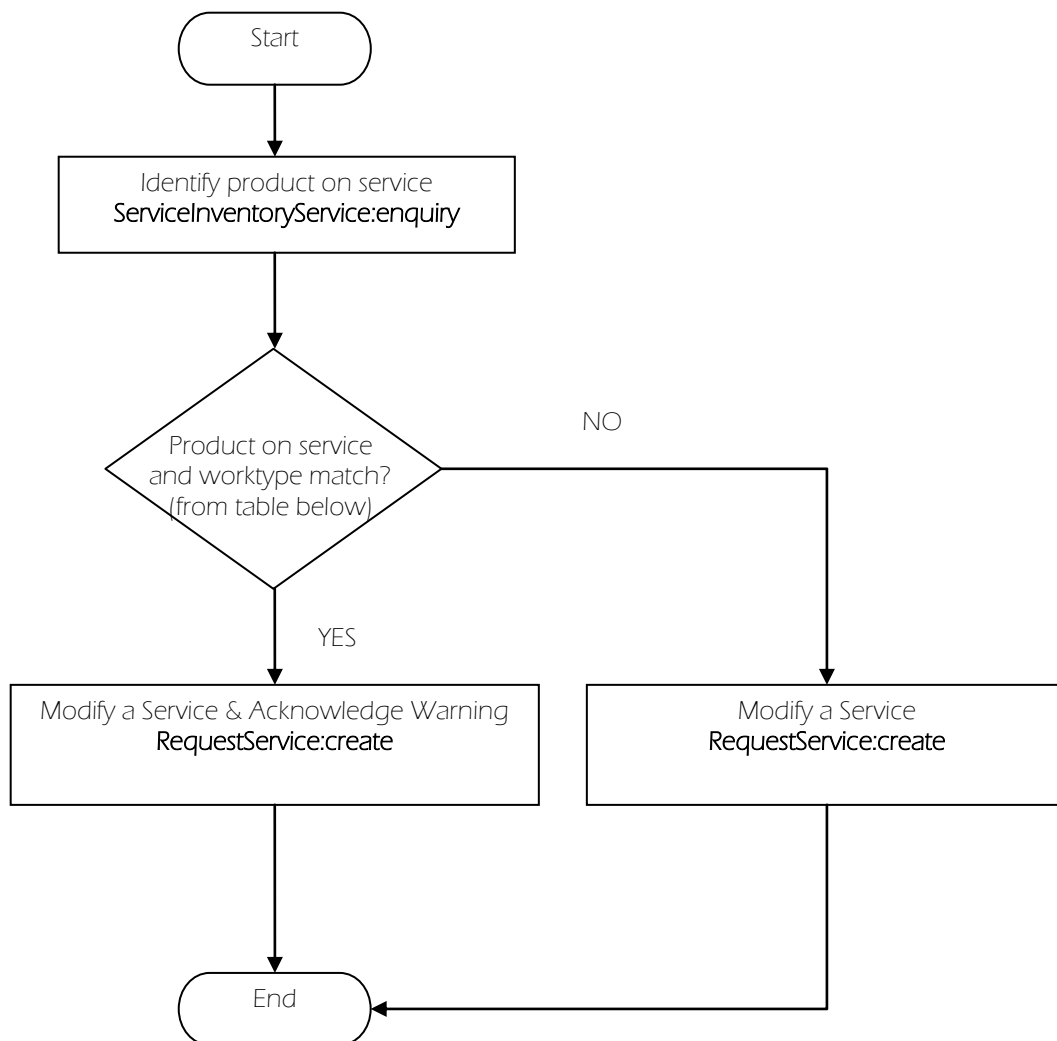 Start
Identify product on service
ServiceInventoryService:enquiry
Product on service
and worktype match?
(from table below)
NO
YES
Modify a Service & Acknowledge Warning
RequestService:create
Modify a Service
RequestService:create
End